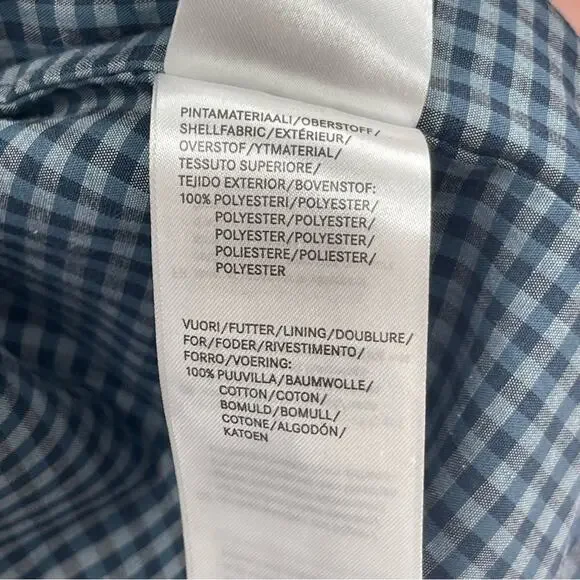 PINTAMATERIAALI/OBERSTOFF/
SHELLFABRIC/EXTÉRIEUR/
OVERSTOF/YTMATERIAL/
TESSUTO SUPERIORE/
TEJIDO EXTERIOR/BOVENSTOF:
100% POLYESTERI/POLYESTER/
POLYESTER/POLYESTER/
POLYESTER/POLYESTER/
POLIESTERE/POLIESTER/
POLYESTER
VUORI/FUTTER/LINING/DOUBLURE/
FOR/FODER/RIVESTIMENTO/
FORRO/VOERING:
100% PUUVILLA/BAUMWOLLE/
COTTON/COTON/
BOMULD/BOMULL/
COTONE/ALGODÓN/
KATOEN